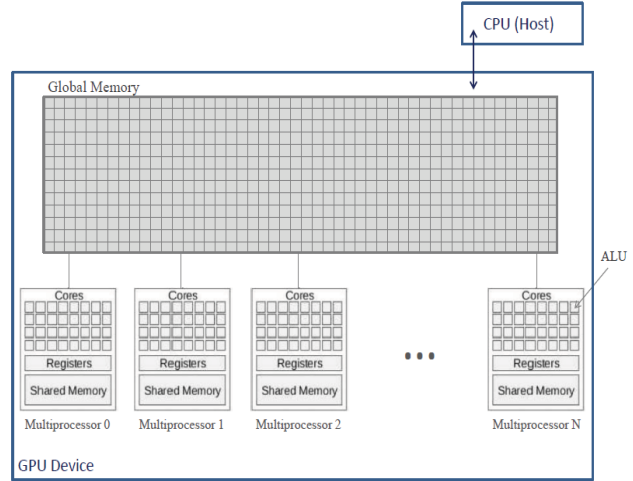 CPU (Host)
Global Memory
ALU
Cores
Cores
Cores
Cores
Registers
Registers
Registers
Registers
Shared Memory
Shared Memory
Shared Memory
Shared Memory
...
Multiprocessor 0
Multiprocessor 1
Multiprocessor 2
Multiprocessor N
GPU Device